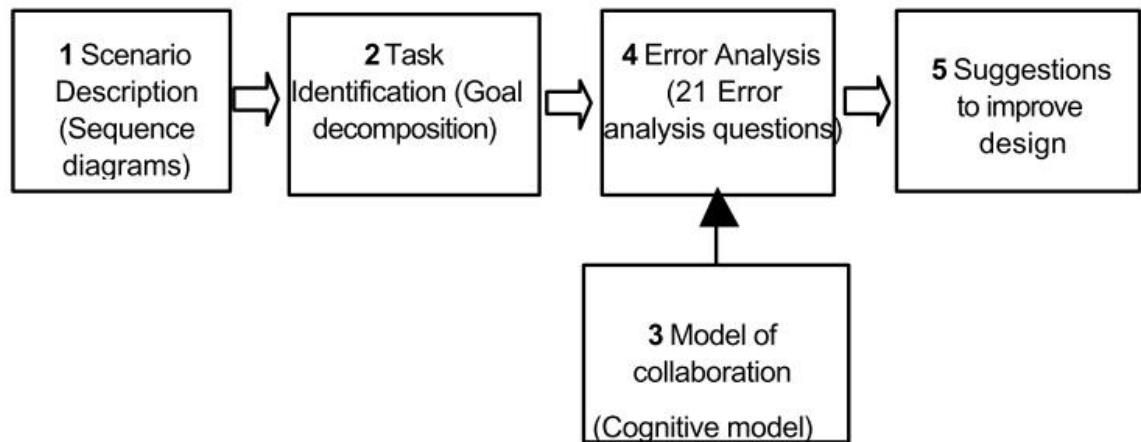 1 Scenario
Description
(Sequence
diagrams)
2 Task
Identification (Goal
decomposition)
4 Error Analysis
(21 Error
analysis questions)
5 Suggestions
to improve
design
3 Model of
collaboration
(Cognitive model)